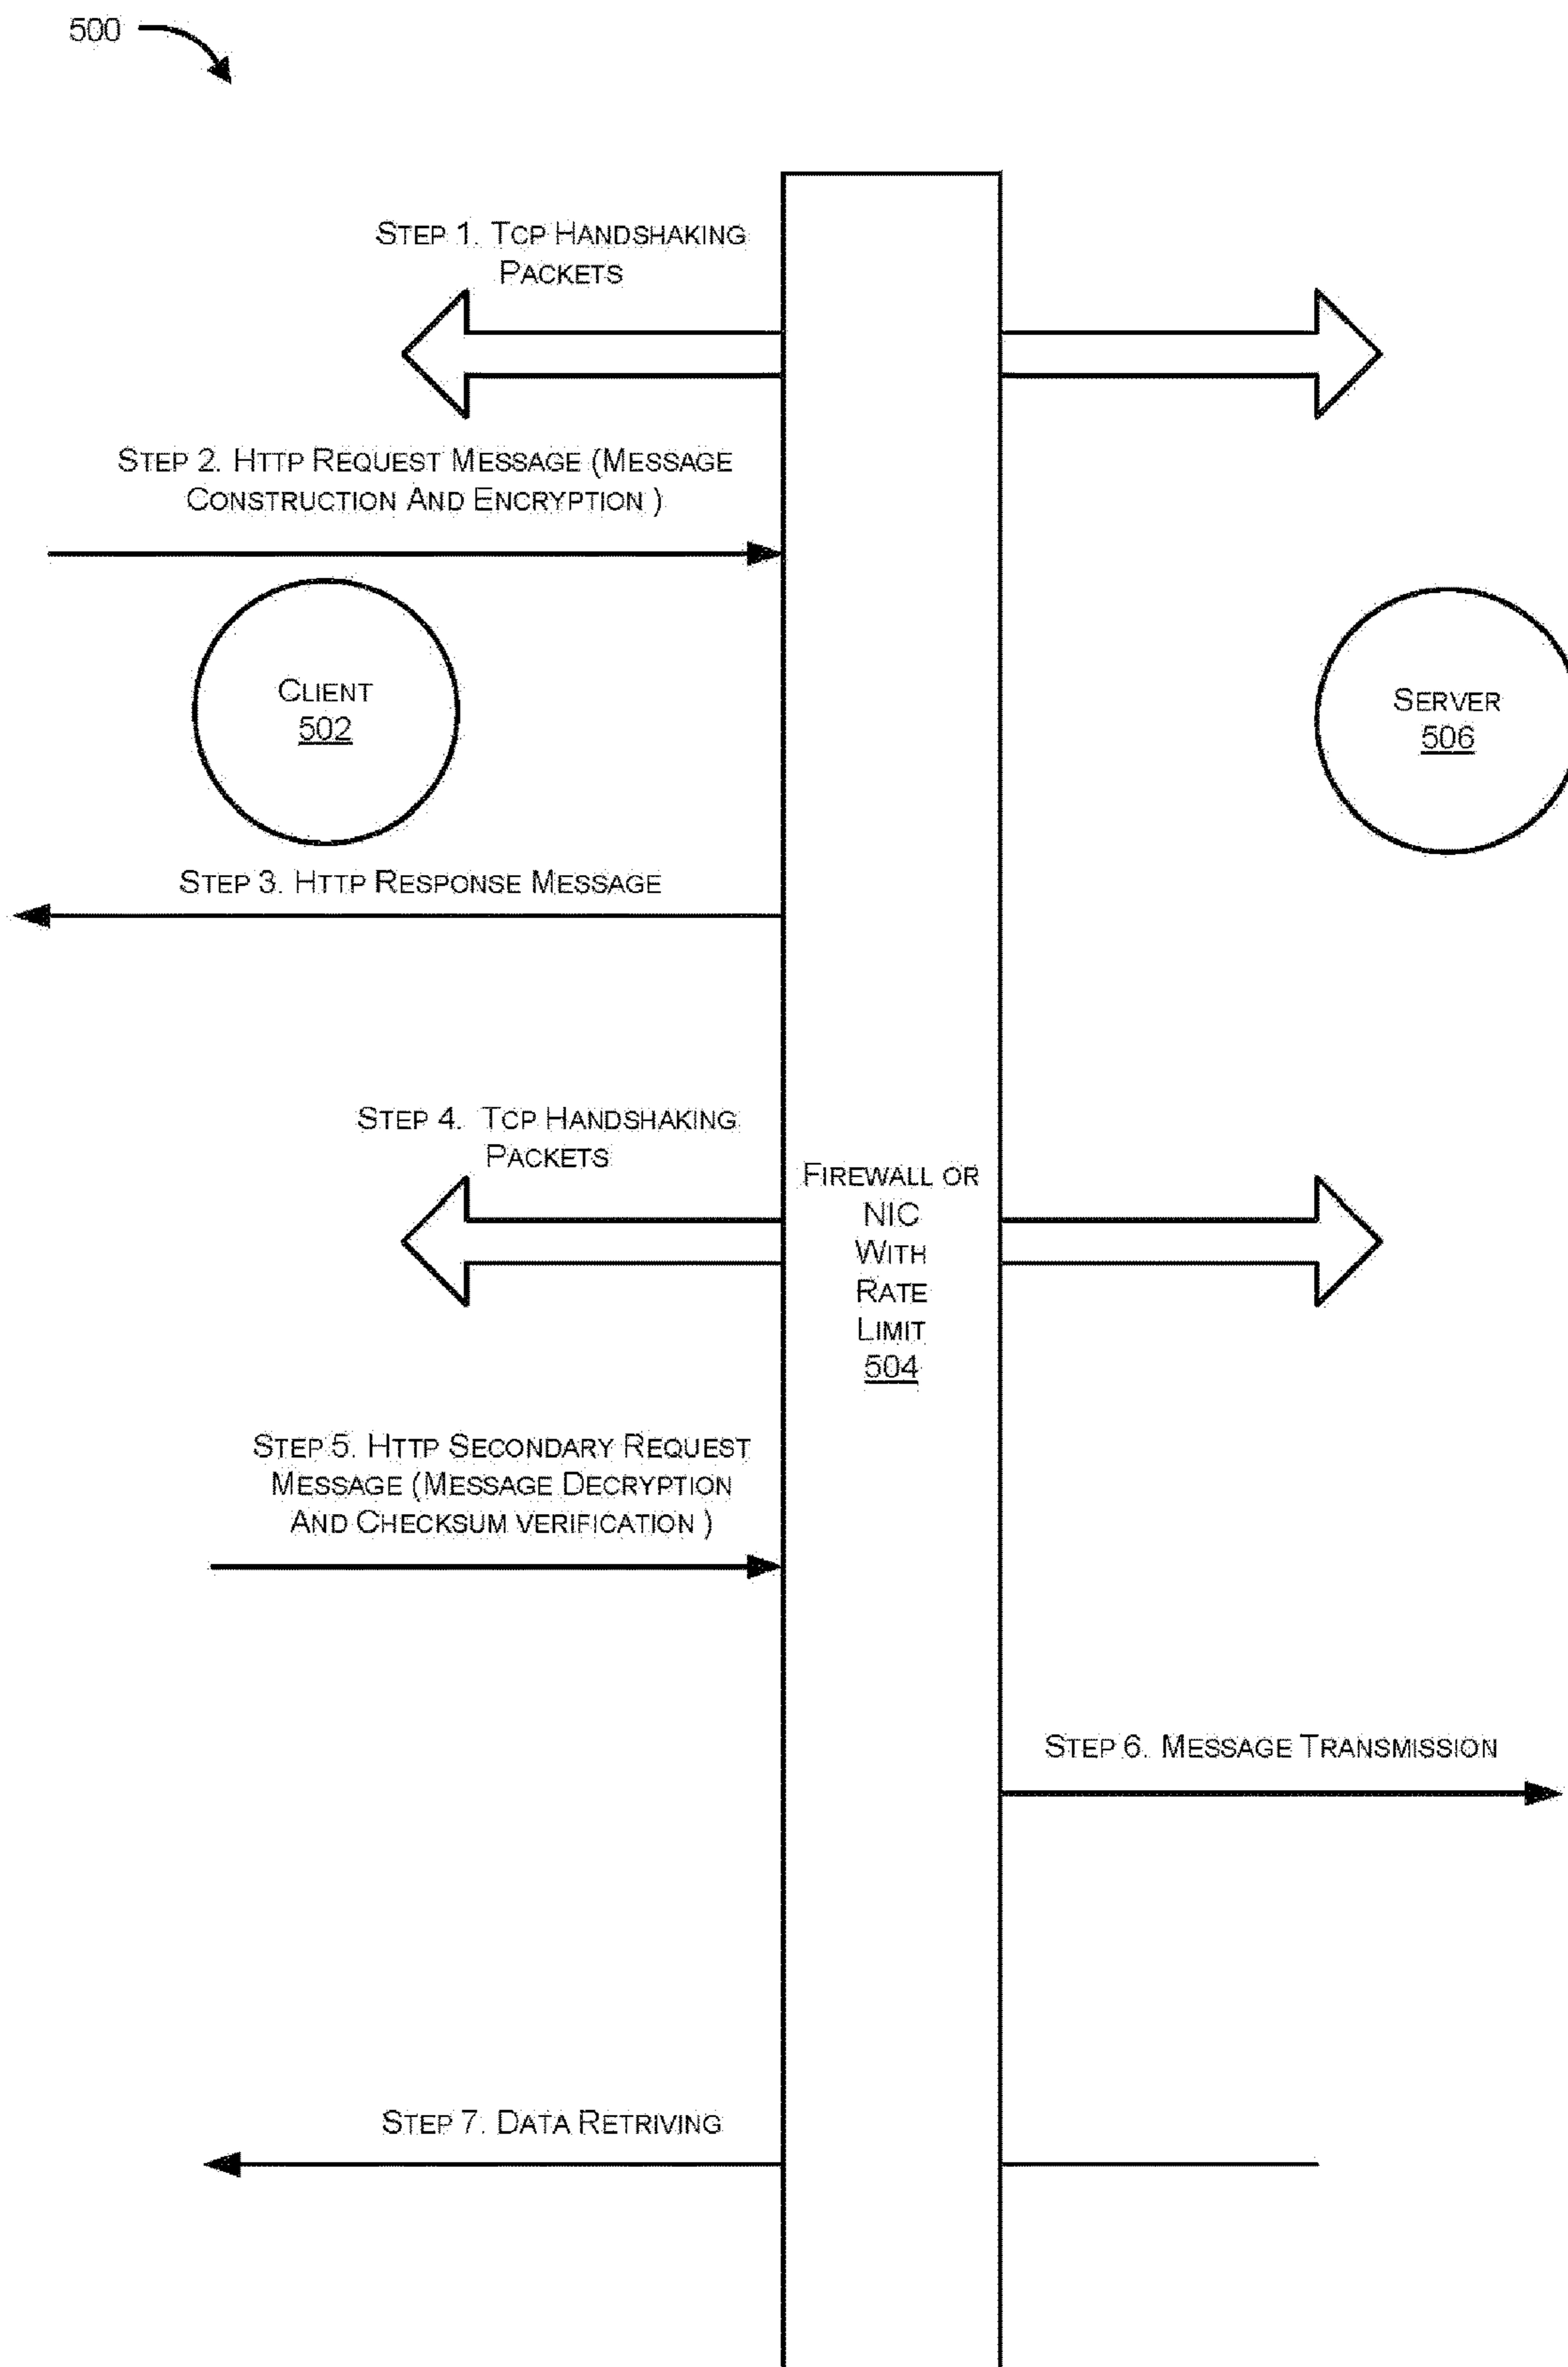 500
STEP 1. TCP HANDSHAKING
PACKETS
STEP 2. HTTP REQUEST MESSAGE (MESSAGE
CONSTRUCTION AND ENCRYPTION )
CLIENT
502
SERVER
506
STEP 3. HTTP RESPONSE MESSAGE
STEP 4. TCP HANDSHAKING
PACKETS
FIREWALL OR
NIC
WITH
RATE
LIMIT
504
STEP 5. HTTP SECONDARY REQUEST
MESSAGE (MESSAGE DECRYPTION
AND CHECKSUM VERIFICATION )
STEP 6. MESSAGE TRANSMISSION
STEP 7. DATA RETRIVING